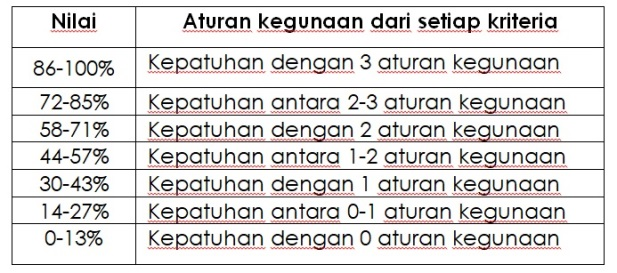 Nilai Aturan kegunaan dari setiap kriteria
86-100% Kepatuhan dengan 3 aturan kegunaan
72-85% Kepatuhan antara 2-3 aturan kegunaan
58-71% Kepatuhan dengan 2 aturan kegunaan
44-57% Kepatuhan antara 1-2 aturan kegunaan
30-43% Kepatuhan dengan 1 aturan kegunaan
14-27% Kepatuhan antara 0-1 aturan kegunaan
0-13% Kepatuhan dengan 0 aturan kegunaan